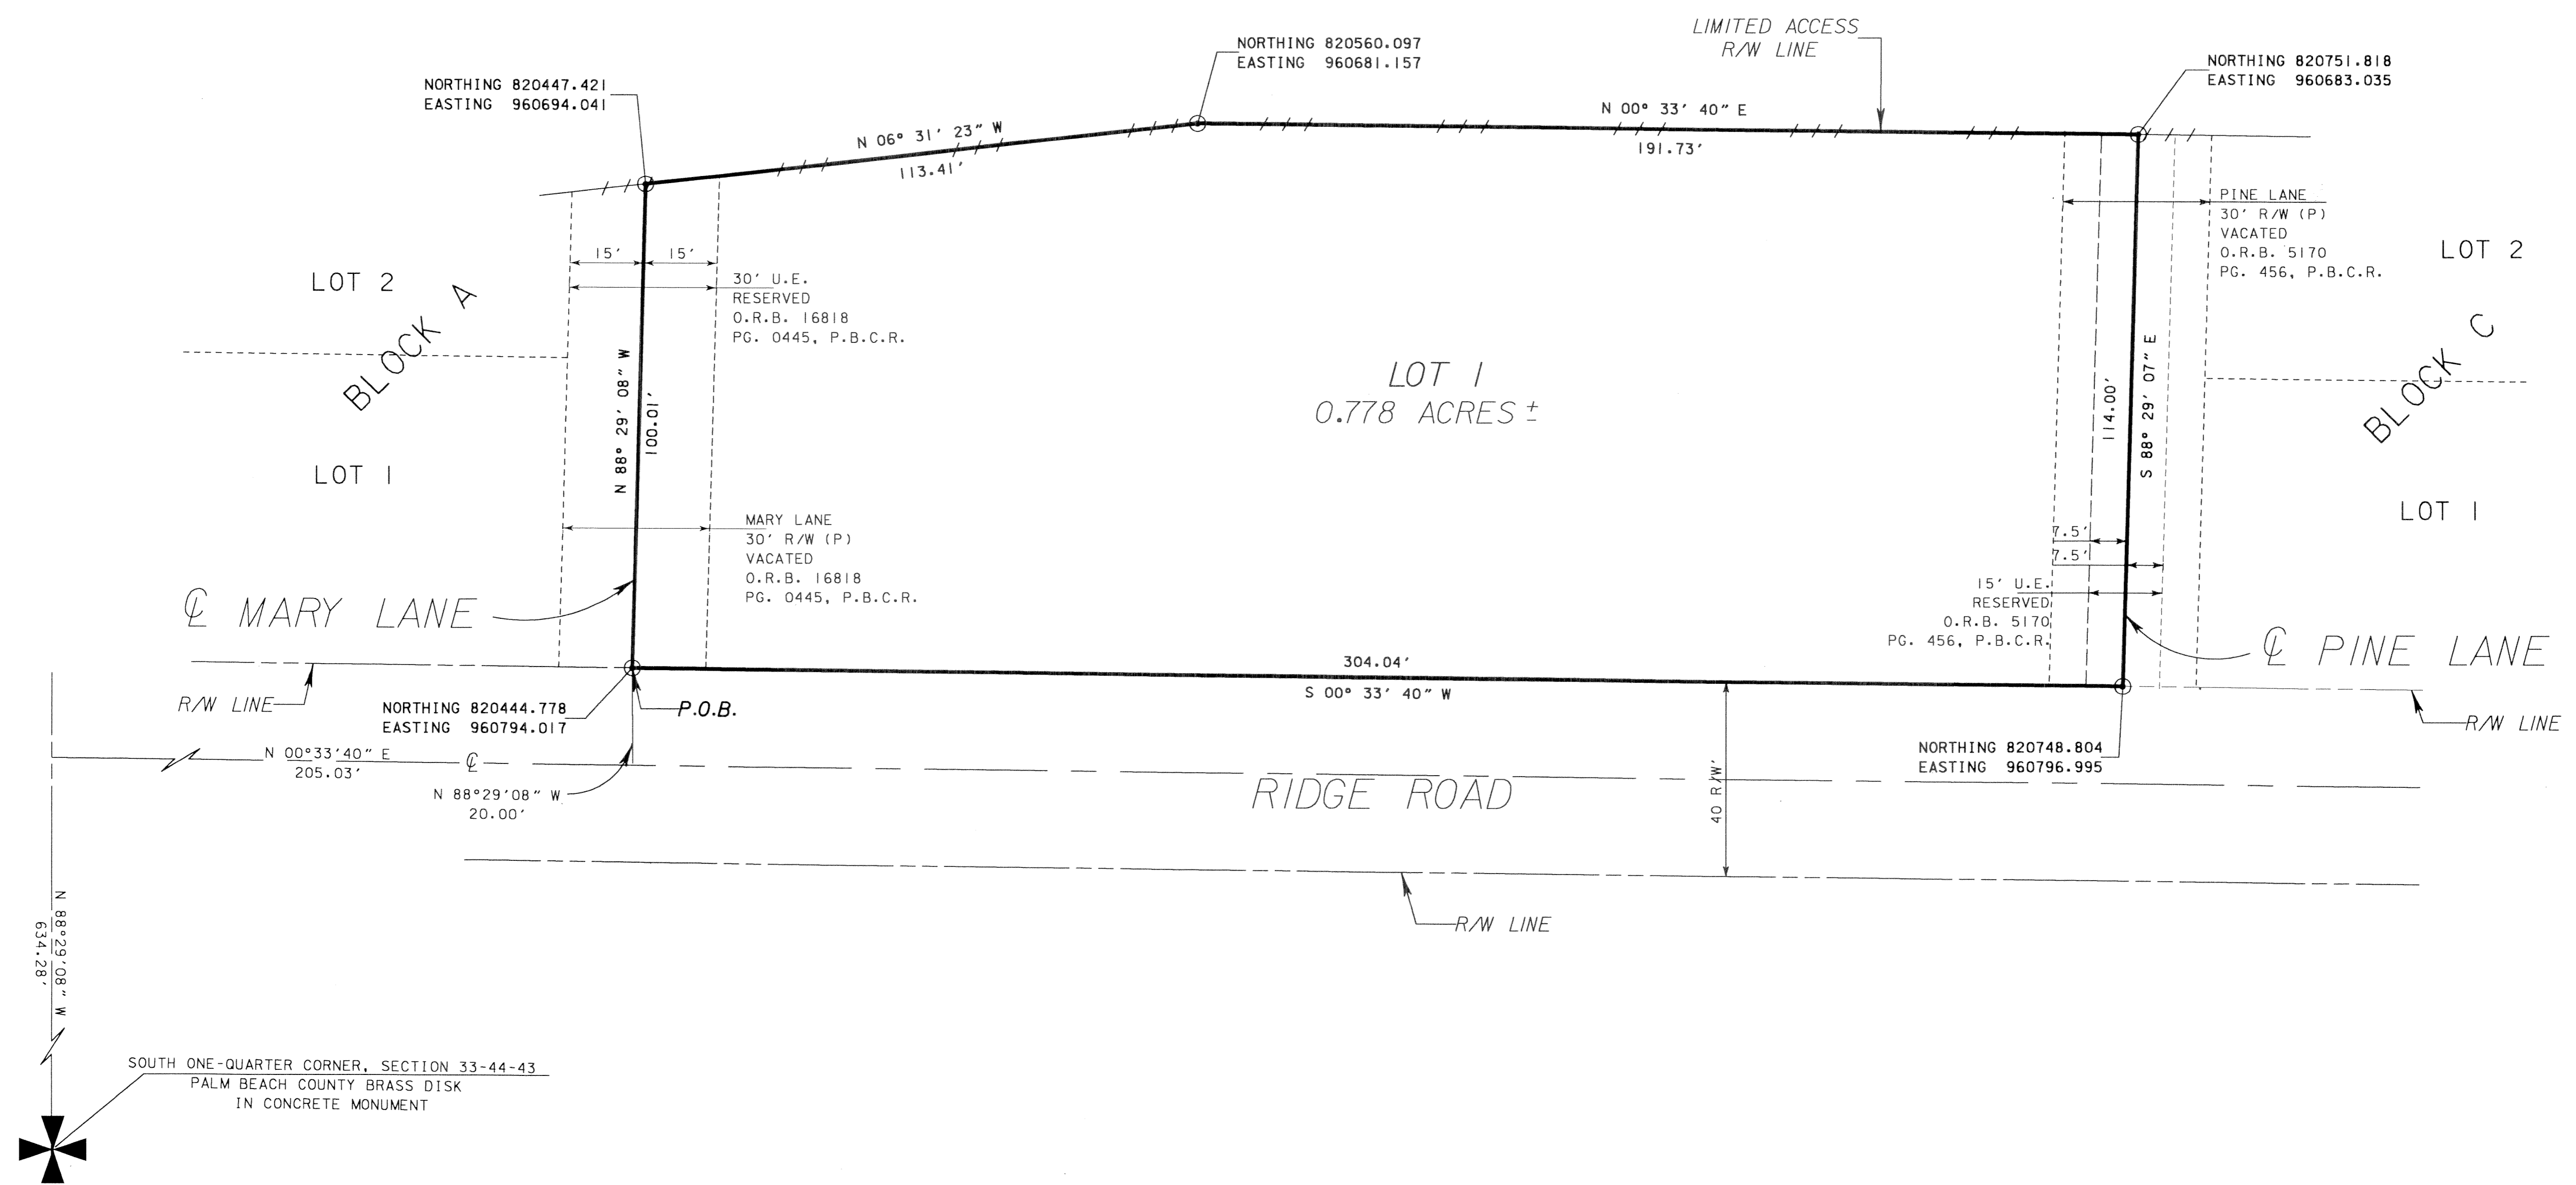 LIMITED ACCESS
R/W LINE
NORTHING 820560.097
EASTING 960681.157
NORTHING 820751.818
EASTING 960683.035
NORTHING 820447.421
EASTING 960694.041
N 06° 31' 23" W
113.41'
N 00° 33' 40" E
191.73'
PINE LANE
30' R/W (P)
VACATED
O.R.B. 5170
PG. 456, P.B.C.R.
LOT 2
BLOCK A
LOT 1
15'
15'
30' U.E.
RESERVED
O.R.B. 16818
PG. 0445, P.B.C.R.
N 88° 29' 08" W
100.01'
LOT 1
0.778 ACRES ±
114.00'
S 88° 29' 07" E
LOT 2
BLOCK C
LOT 1
MARY LANE
30' R/W (P)
VACATED
O.R.B. 16818
PG. 0445, P.B.C.R.
7.5'
7.5'
15' U.E.
RESERVED
O.R.B. 5170
PG. 456, P.B.C.R.
℄ MARY LANE
℄ PINE LANE
304.04'
S 00° 33' 40" W
R/W LINE
NORTHING 820444.778
EASTING 960794.017
P.O.B.
R/W LINE
NORTHING 820748.804
EASTING 960796.995
N 00°33'40" E
205.03'
℄
N 88°29'08" W
20.00'
RIDGE ROAD
40 R/W'
R/W LINE
N 88°29'08" W
634.28'
SOUTH ONE-QUARTER CORNER, SECTION 33-44-43
PALM BEACH COUNTY BRASS DISK
IN CONCRETE MONUMENT